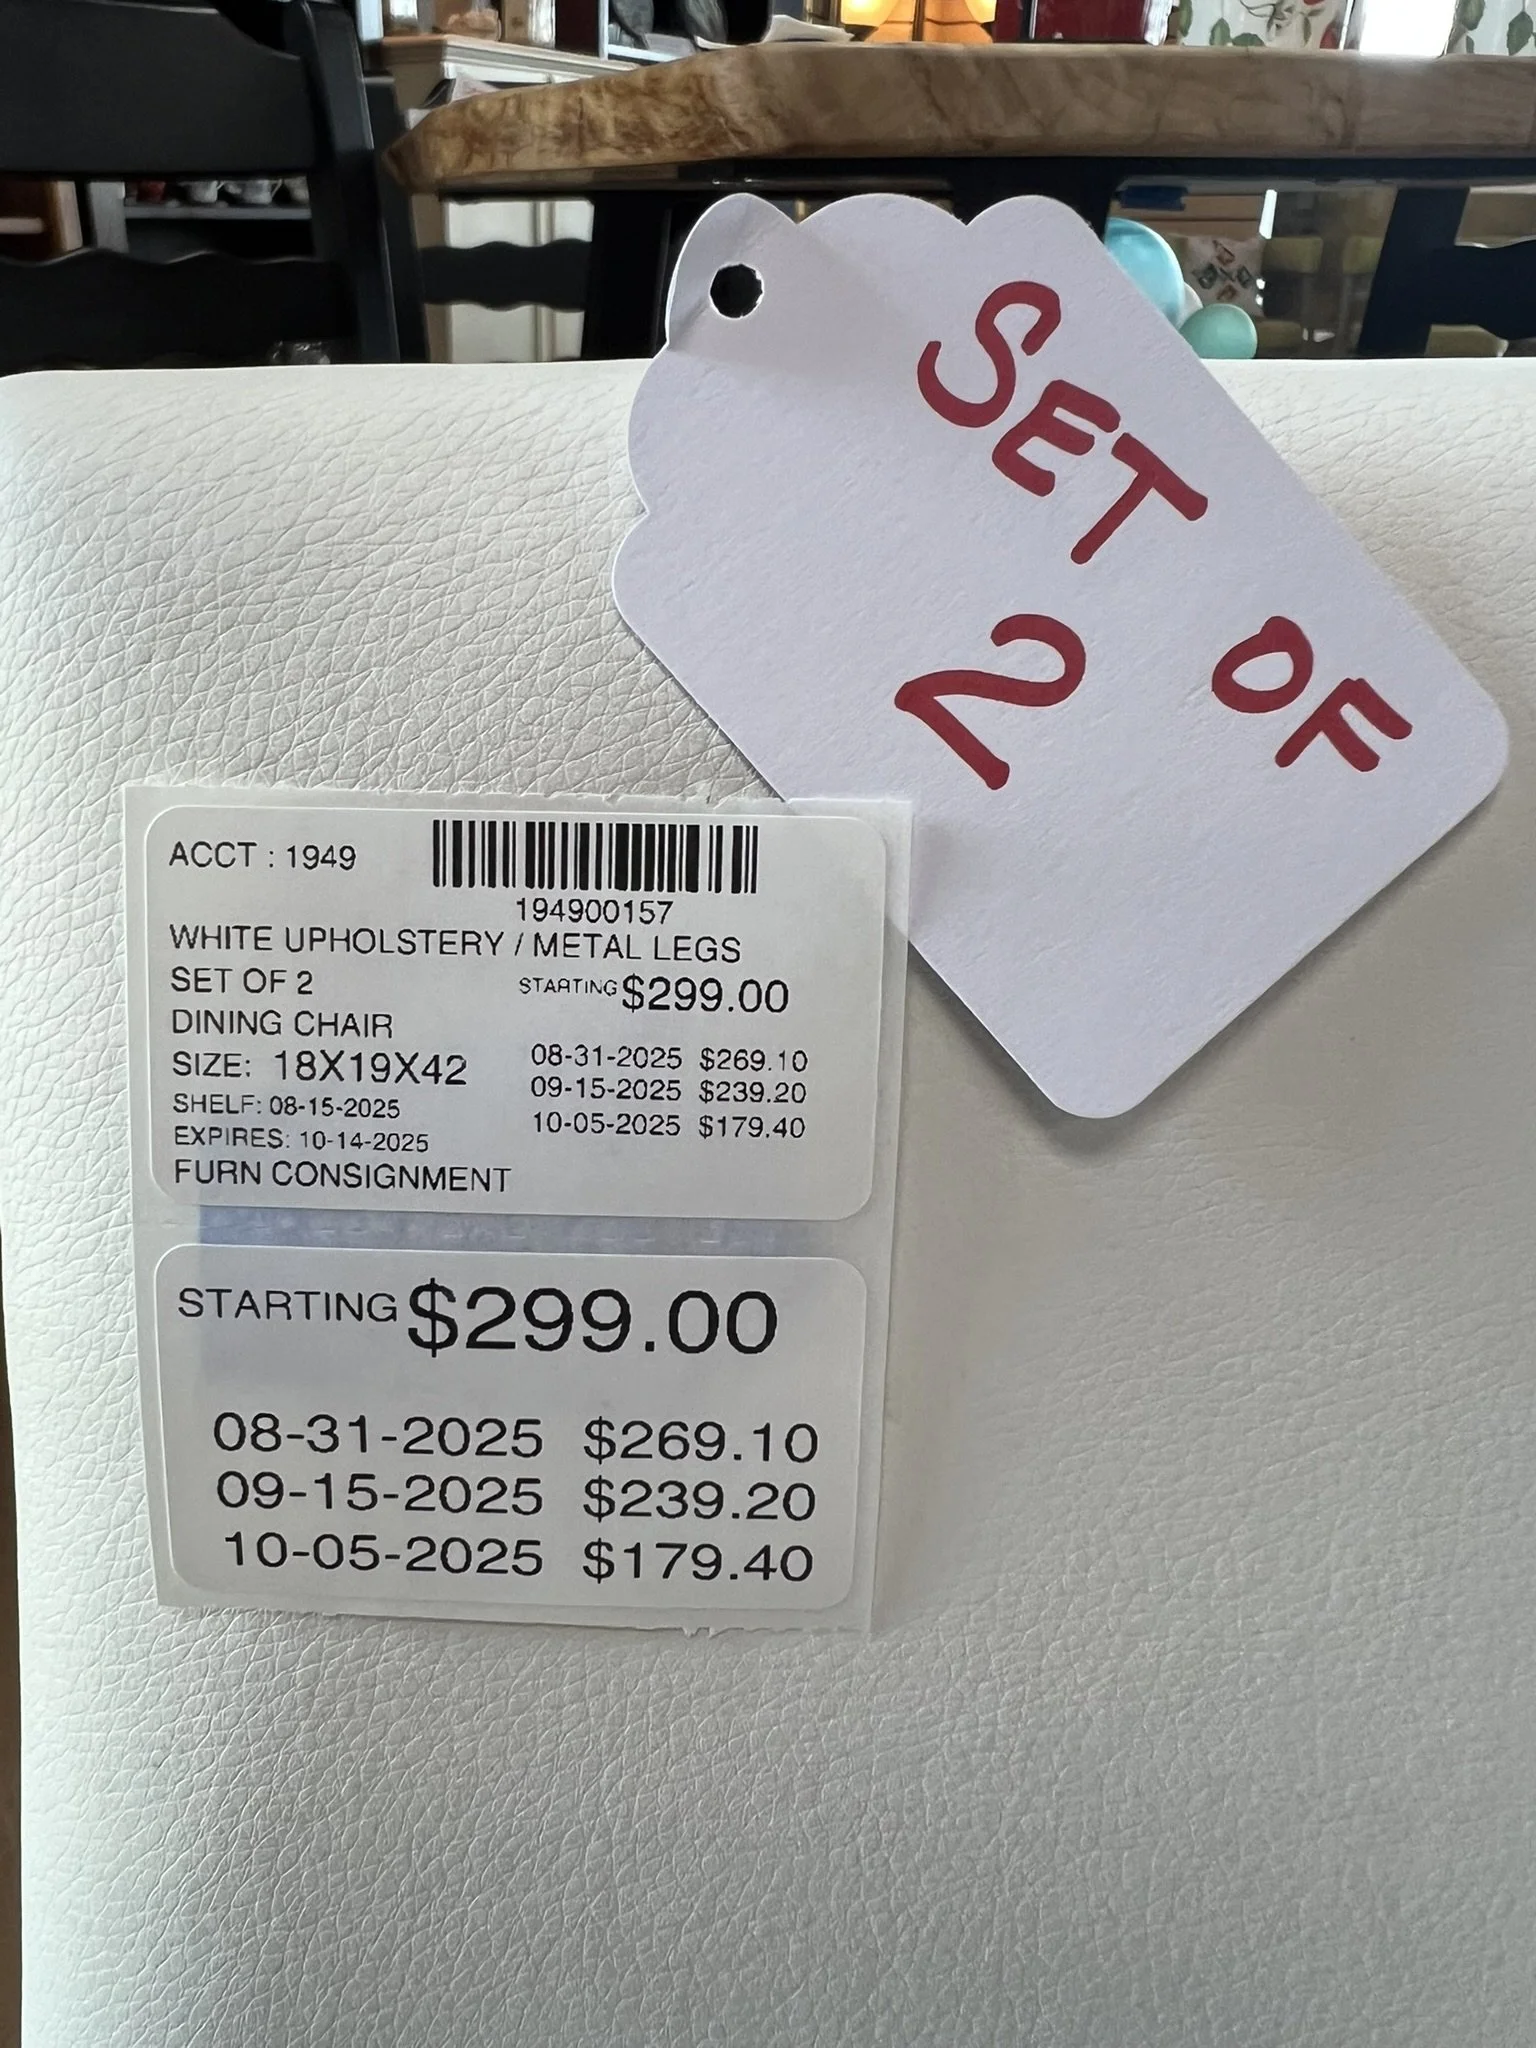 SET OF
2
ACCT : 1949
194900157
WHITE UPHOLSTERY / METAL LEGS
SET OF 2 STARTING $299.00
DINING CHAIR
SIZE: 18X19X42 08-31-2025 $269.10
SHELF: 08-15-2025 09-15-2025 $239.20
EXPIRES: 10-14-2025 10-05-2025 $179.40
FURN CONSIGNMENT
STARTING $299.00
08-31-2025 $269.10
09-15-2025 $239.20
10-05-2025 $179.40